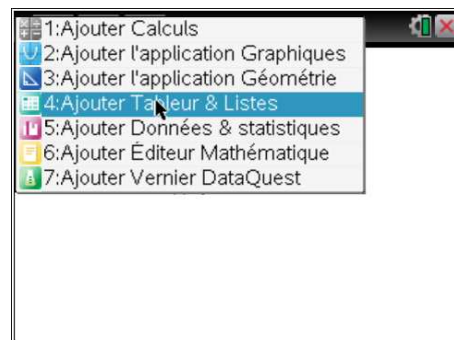 1:Ajouter Calculs
2:Ajouter l'application Graphiques
3:Ajouter l'application Géométrie
4:Ajouter Tableur & Listes
5:Ajouter Données & statistiques
6:Ajouter Éditeur Mathématique
7:Ajouter Vernier DataQuest